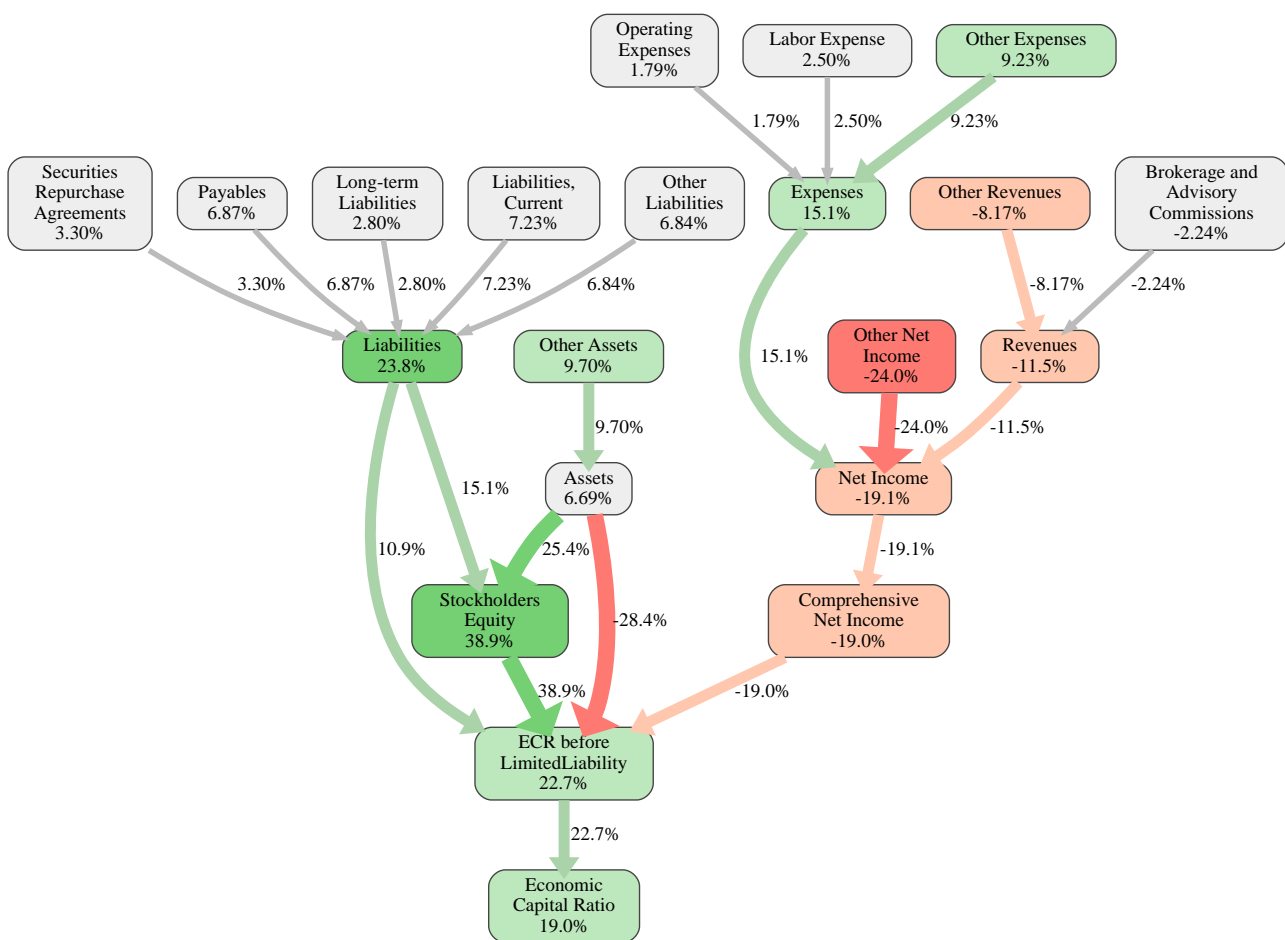 Operating
Expenses
1.79%
Labor Expense
2.50%
Other Expenses
9.23%
1.79%
2.50%
9.23%
Securities
Repurchase
Agreements
3.30%
Payables
6.87%
Long-term
Liabilities
2.80%
Liabilities,
Current
7.23%
Other
Liabilities
6.84%
Expenses
15.1%
Other Revenues
-8.17%
Brokerage and
Advisory
Commissions
-2.24%
3.30%
6.87%
2.80%
7.23%
6.84%
-8.17%
-2.24%
Liabilities
23.8%
Other Assets
9.70%
15.1%
Other Net
Income
-24.0%
Revenues
-11.5%
9.70%
-24.0%
-11.5%
Assets
6.69%
Net Income
-19.1%
15.1%
10.9%
25.4%
-19.1%
Stockholders
Equity
38.9%
-28.4%
Comprehensive
Net Income
-19.0%
38.9%
-19.0%
ECR before
LimitedLiability
22.7%
22.7%
Economic
Capital Ratio
19.0%